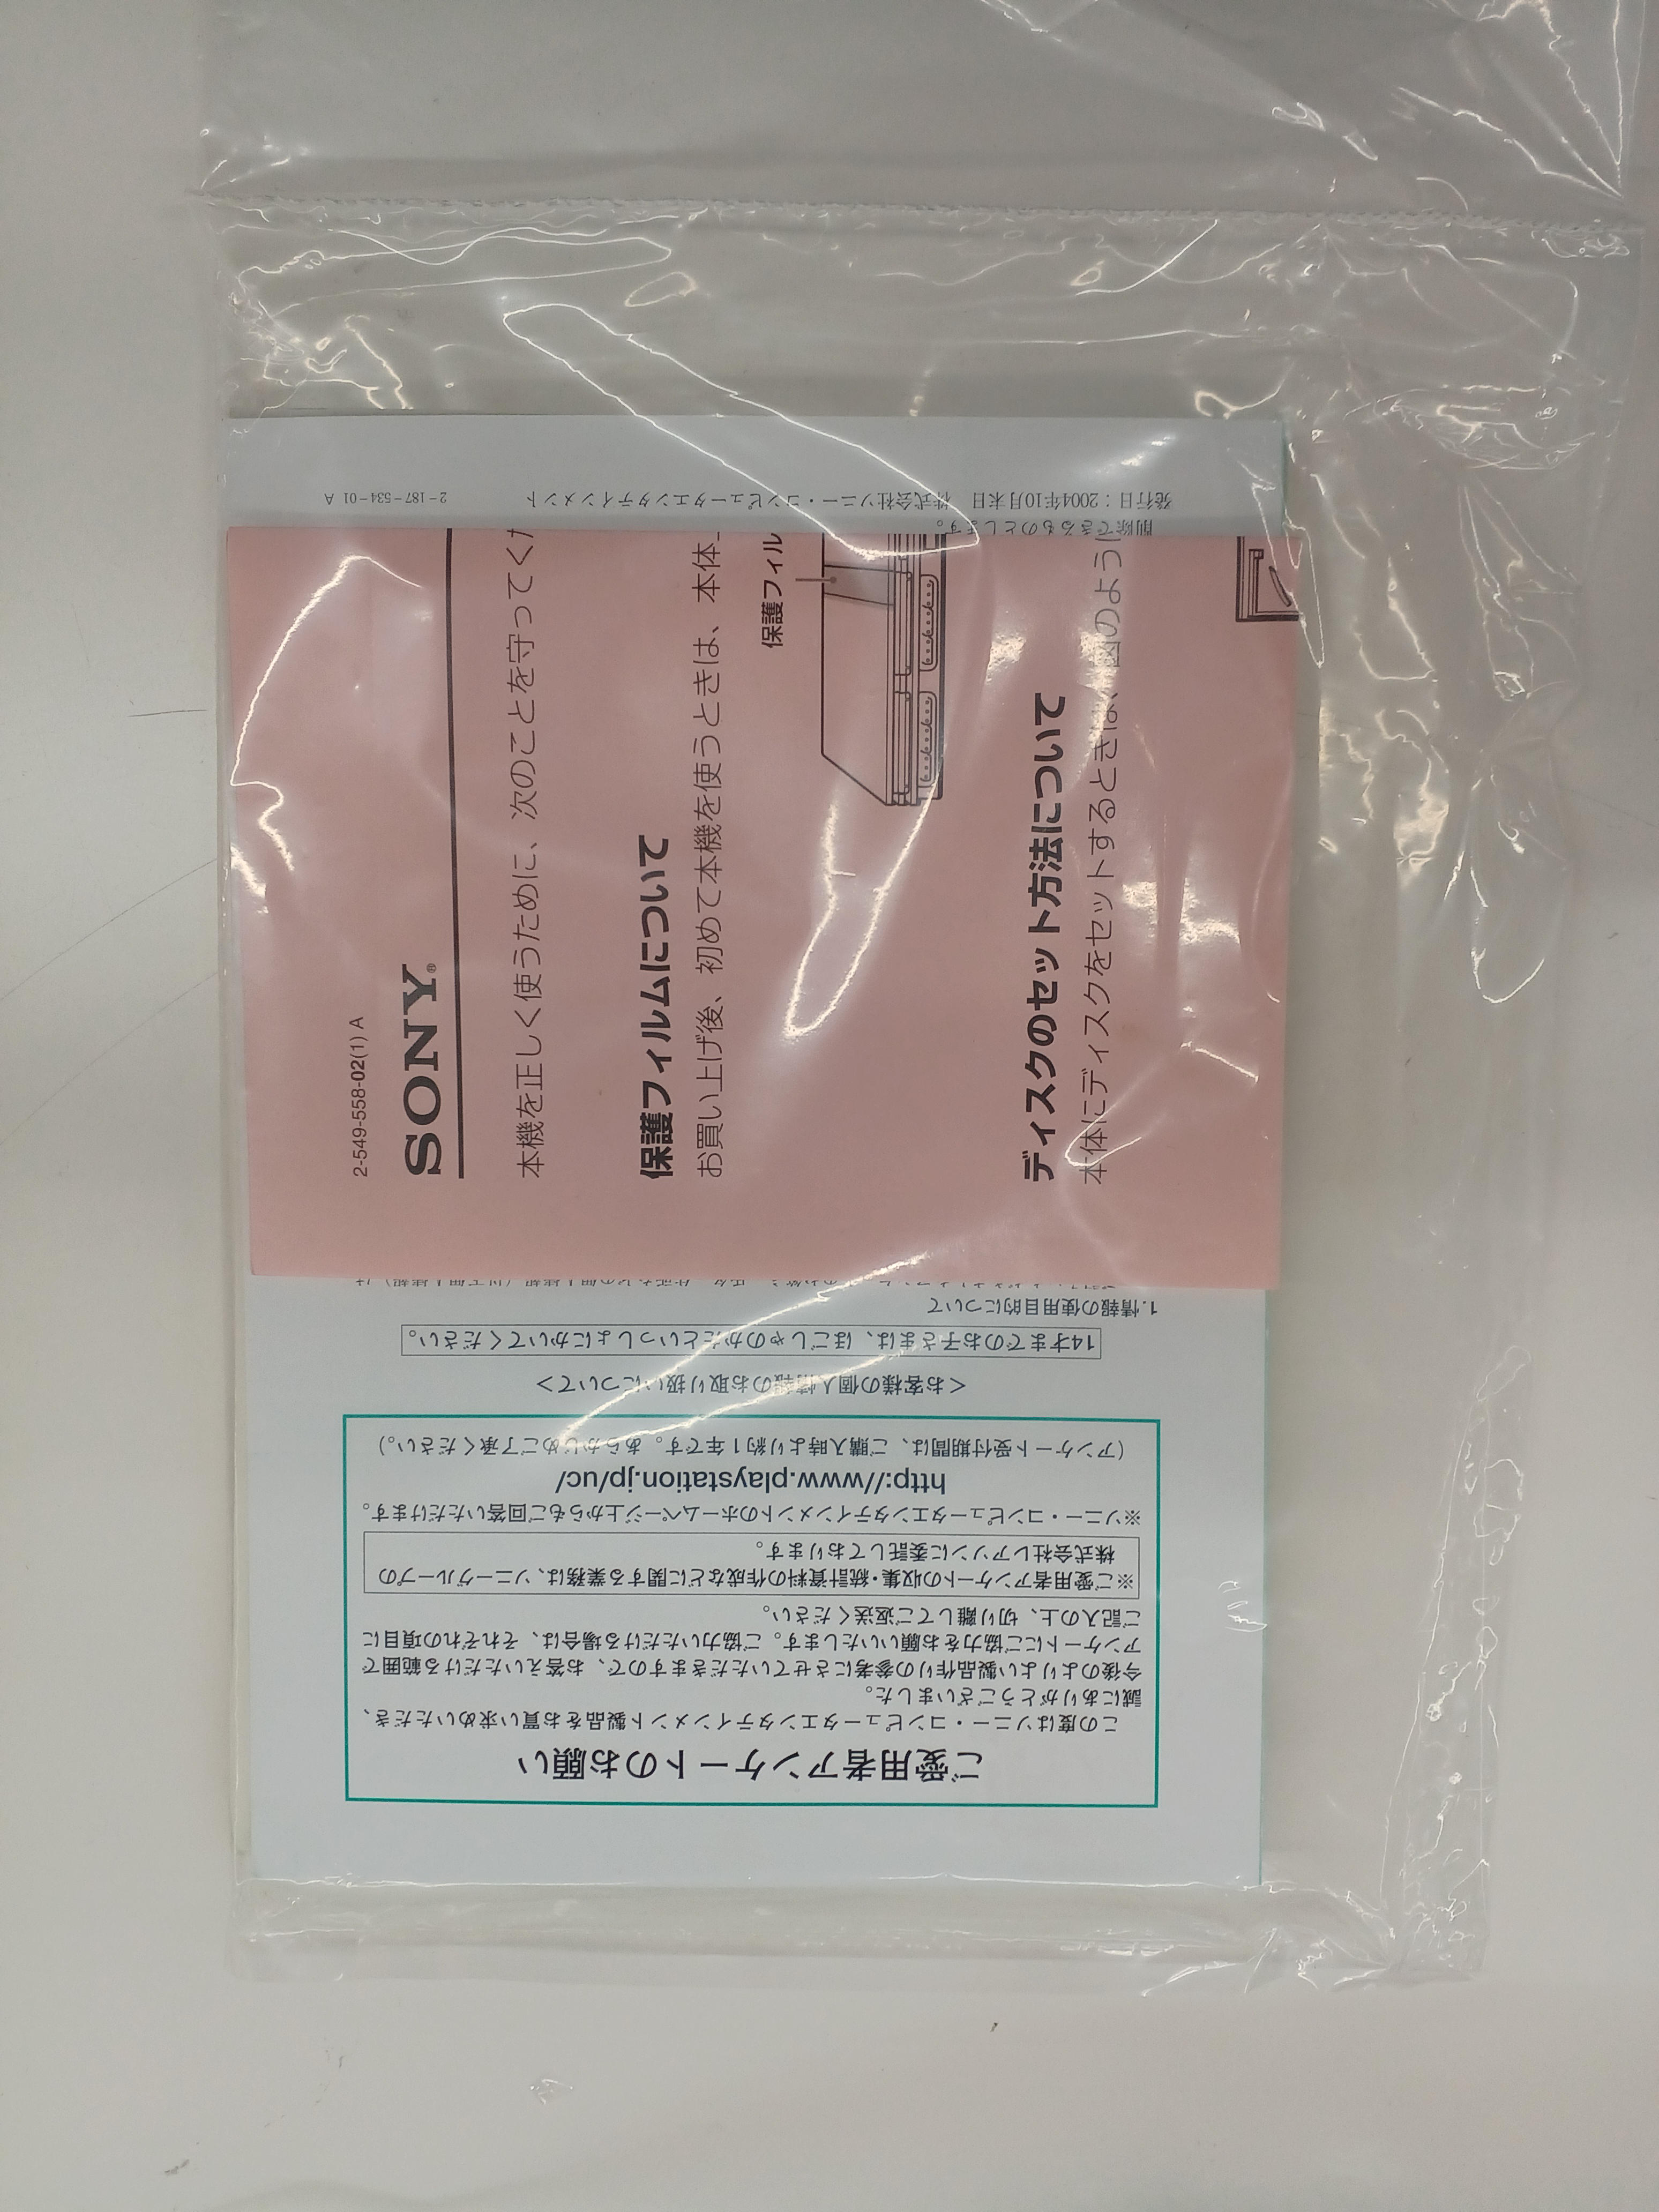 2-549-558-02(1) A
SONY®
本機を正しく使うために、次のことを守ってくだ
保護フィルムについて
お買い上げ後、初めて本機を使うときは、本体
保護フィル
ディスクのセット方法について
本体にディスクをセットするときは、図のように
ご愛用者アンケートのお願い
この度はソニー・コンピュータエンタテインメント製品をお買い求めいただき、
誠にありがとうございました。
今後のよりよい製品作りの参考にさせていただきますので、お答えいただける範囲で
アンケートにご協力をお願いいたします。ご協力いただける場合は、それぞれの項目に
ご記入の上、切り離してご返送ください。
※ご愛用者アンケートの収集・統計資料の作成などに関する業務は、ソニーグループの
株式会社レアソンに委託しております。
※ソニー・コンピュータエンタテインメントのホームページ上からもご回答いただけます。
http://www.playstation.jp/uc/
（アンケート受付期間は、ご購入時より約1年です。あらかじめご了承ください。）
＜お客様の個人情報のお取り扱いについて＞
14才までのお子さまは、ほごしゃのかたといっしょにかいてください。
1.情報の使用目的について
削除できるものとします。
発行日：2004年10月末日　株式会社ソニー・コンピュータエンタテインメント
2-187-534-01 A